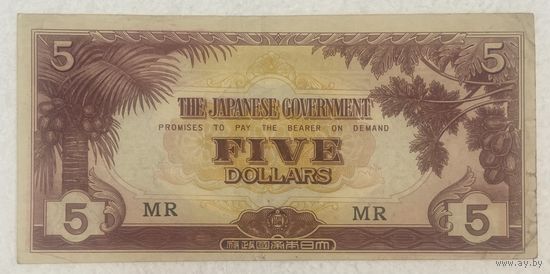 5 5
THE JAPANESE GOVERNMENT
PROMISES TO PAY THE BEARER ON DEMAND
FIVE
DOLLARS
MR MR
5 5
府政國帝本日大
www.ay.by